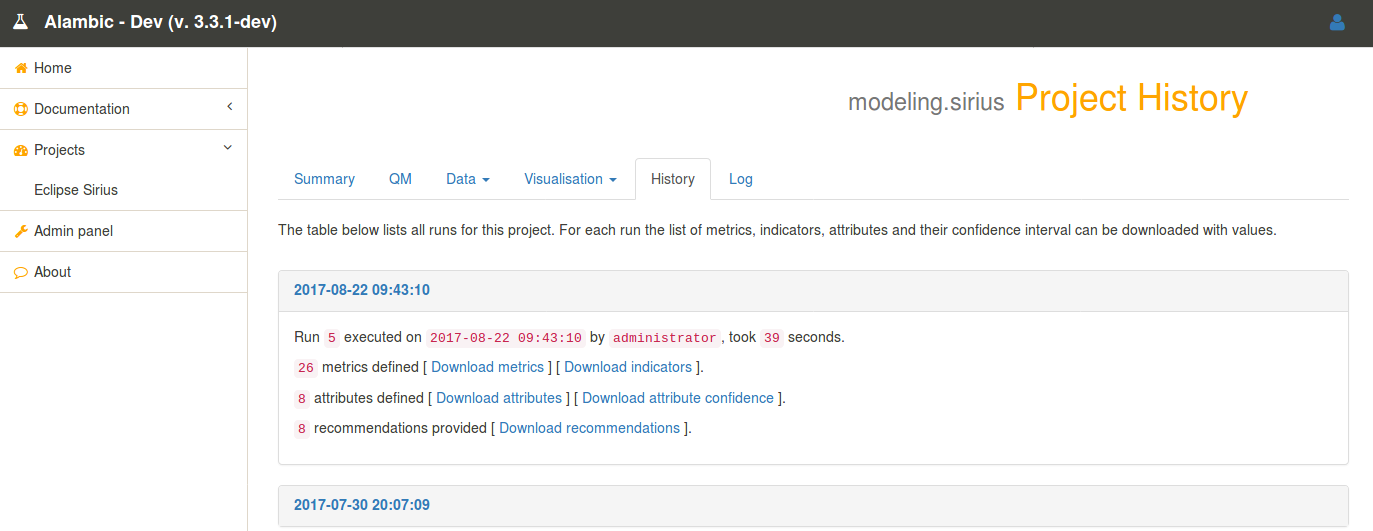 Alambic - Dev (v. 3.3.1-dev)
Home
Documentation
Projects
Eclipse Sirius
Admin panel
About
modeling.sirius Project History
Summary QM Data Visualisation History Log
The table below lists all runs for this project. For each run the list of metrics, indicators, attributes and their confidence interval can be downloaded with values.
2017-08-22 09:43:10
Run 5 executed on 2017-08-22 09:43:10 by administrator, took 39 seconds.
26 metrics defined [ Download metrics ] [ Download indicators ].
8 attributes defined [ Download attributes ] [ Download attribute confidence ].
8 recommendations provided [ Download recommendations ].
2017-07-30 20:07:09